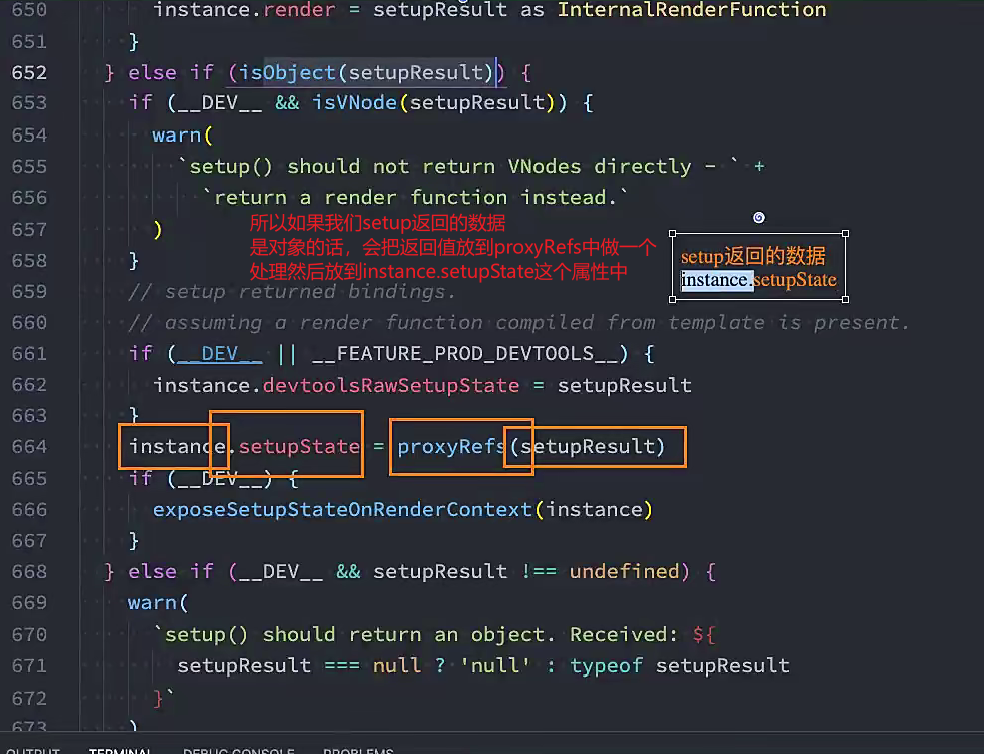 650 instance.render = setupResult as InternalRenderFunction
651 }
652 } else if (isObject(setupResult)) {
653 if (__DEV__ && isVNode(setupResult)) {
654 warn(
655 `setup() should not return VNodes directly - ` +
656 `return a render function instead.`
所以如果我们setup返回的数据
657 )
是对象的话，会把返回值放到proxyRefs中做一个
setup返回的数据
658 }
处理然后放到instance.setupState这个属性中
instance.setupState
659 // setup returned bindings.
660 // assuming a render function compiled from template is present.
661 if (__DEV__ || __FEATURE_PROD_DEVTOOLS__) {
662 instance.devtoolsRawSetupState = setupResult
663 }
664 instance.setupState = proxyRefs(setupResult)
665 if (__DEV__) {
666 exposeSetupStateOnRenderContext(instance)
667 }
668 } else if (__DEV__ && setupResult !== undefined) {
669 warn(
670 `setup() should return an object. Received: ${
671 setupResult === null ? 'null' : typeof setupResult
672 }`
673 )
OUTPUT TERMINAL DEBUG CONSOLE PROBLEMS